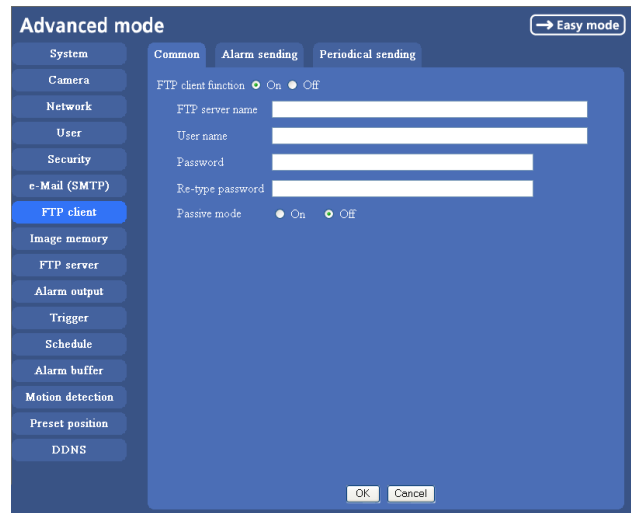 Advanced mode
→ Easy mode
System
Camera
Network
User
Security
e-Mail (SMTP)
FTP client
Image memory
FTP server
Alarm output
Trigger
Schedule
Alarm buffer
Motion detection
Preset position
DDNS
Common Alarm sending Periodical sending
FTP client function On Off
FTP server name
User name
Password
Re-type password
Passive mode On Off
OK Cancel